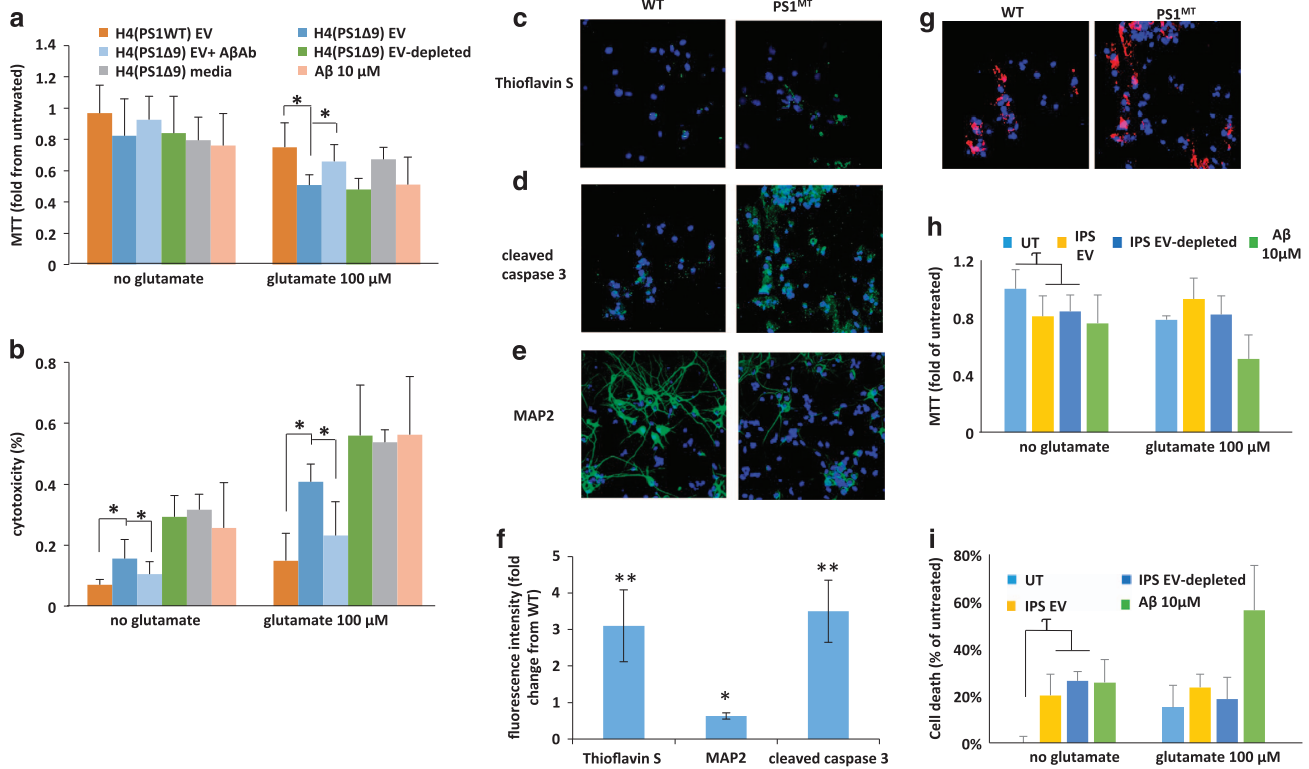 a
H4(PS1WT) EV
H4(PS1Δ9) EV
H4(PS1Δ9) EV+ AβAb
H4(PS1Δ9) EV-depleted
H4(PS1Δ9) media
Aβ 10 μM
MTT (fold from untrwated)
1.4
1.2
1
0.8
0.6
0.4
0.2
0
* *
no glutamate
glutamate 100 μM
b
cytotoxicity (%)
0.8
0.6
0.4
0.2
0
* * * *
no glutamate
glutamate 100 μM
c
WT
PS1MT
Thioflavin S
d
cleaved
caspase 3
e
MAP2
f
fluorescence intensity (fold
change from WT)
5
4
3
2
1
0
** * **
Thioflavin S
MAP2
cleaved caspase 3
g
WT
PS1MT
h
UT
IPS
EV
IPS EV-depleted
Aβ
10μM
MTT (fold of untreated)
1.2
0.8
0.4
0
no glutamate
glutamate 100 μM
i
UT
IPS EV-depleted
IPS EV
Aβ 10μM
Cell death (% of untreated)
80%
60%
40%
20%
0%
no glutamate
glutamate 100 μM